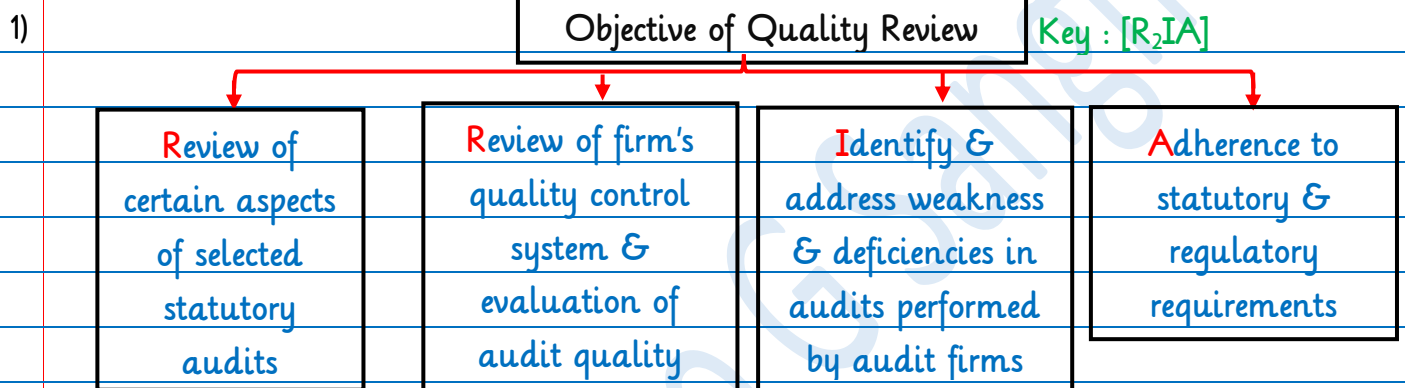 1)
Objective of Quality Review
Key : [R₂IA]
Review of
certain aspects
of selected
statutory
audits
Review of firm's
quality control
system &
evaluation of
audit quality
Identify &
address weakness
& deficiencies in
audits performed
by audit firms
Adherence to
statutory &
regulatory
requirements